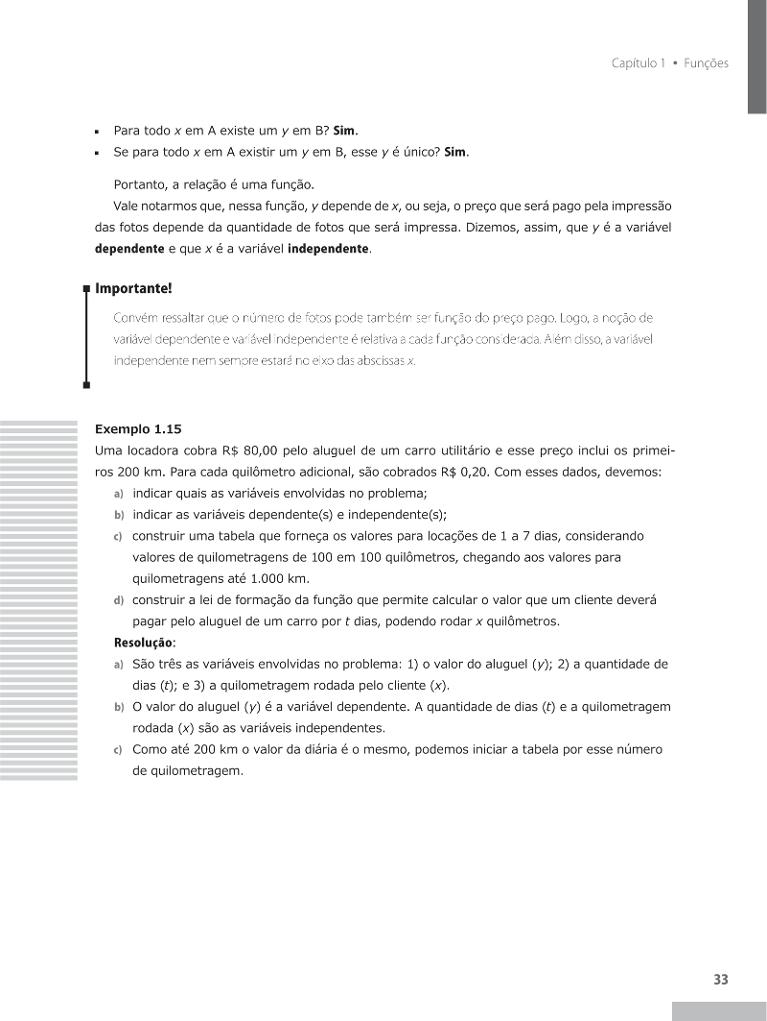 Capítulo 1 • Funções
▪ Para todo x em A existe um y em B? Sim.
▪ Se para todo x em A existir um y em B, esse y é único? Sim.
Portanto, a relação é uma função.
Vale notarmos que, nessa função, y depende de x, ou seja, o preço que será pago pela impressão
das fotos depende da quantidade de fotos que será impressa. Dizemos, assim, que y é a variável
dependente e que x é a variável independente.
Importante!
Convém ressaltar que o número de fotos pode também ser função do preço pago. Logo, a noção de
variável dependente e variável independente é relativa a cada função considerada. Além disso, a variável
independente nem sempre estará no eixo das abscissas x.
Exemplo 1.15
Uma locadora cobra R$ 80,00 pelo aluguel de um carro utilitário e esse preço inclui os primei-
ros 200 km. Para cada quilômetro adicional, são cobrados R$ 0,20. Com esses dados, devemos:
a) indicar quais as variáveis envolvidas no problema;
b) indicar as variáveis dependente(s) e independente(s);
c) construir uma tabela que forneça os valores para locações de 1 a 7 dias, considerando
valores de quilometragens de 100 em 100 quilômetros, chegando aos valores para
quilometragens até 1.000 km.
d) construir a lei de formação da função que permite calcular o valor que um cliente deverá
pagar pelo aluguel de um carro por t dias, podendo rodar x quilômetros.
Resolução:
a) São três as variáveis envolvidas no problema: 1) o valor do aluguel (y); 2) a quantidade de
dias (t); e 3) a quilometragem rodada pelo cliente (x).
b) O valor do aluguel (y) é a variável dependente. A quantidade de dias (t) e a quilometragem
rodada (x) são as variáveis independentes.
c) Como até 200 km o valor da diária é o mesmo, podemos iniciar a tabela por esse número
de quilometragem.
33